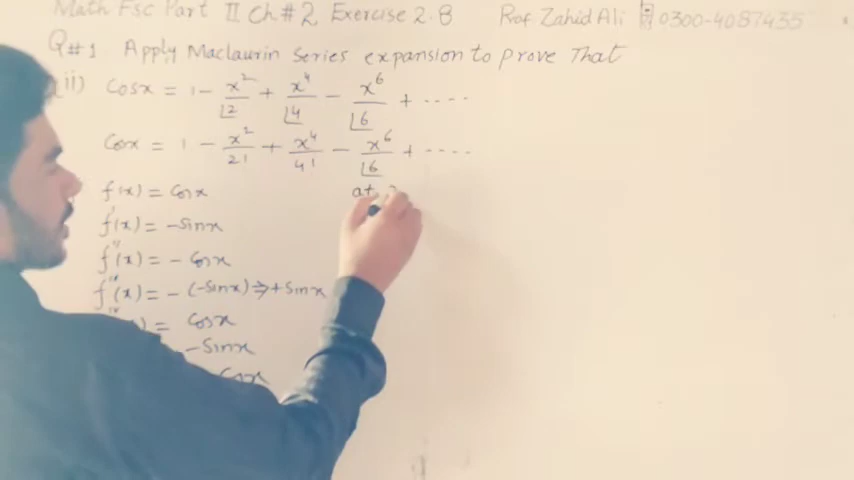 Math Fsc Part II Ch # 2 Exercise 2.8 Prof Zahid Ali 0300-4087435
Q#1 Apply Maclaurin Series expansion to prove That
ii) Cosx = 1 - x²/⌊2 + x⁴/⌊4 - x⁶/⌊6 + ....
Cosx = 1 - x²/2! + x⁴/4! - x⁶/⌊6 + ....
f(x) = Cosx at
f'(x) = -Sinx
f''(x) = - Cosx
f'''(x) = - (-Sinx) ⇒ +Sinx
) = Cosx
-Sinx